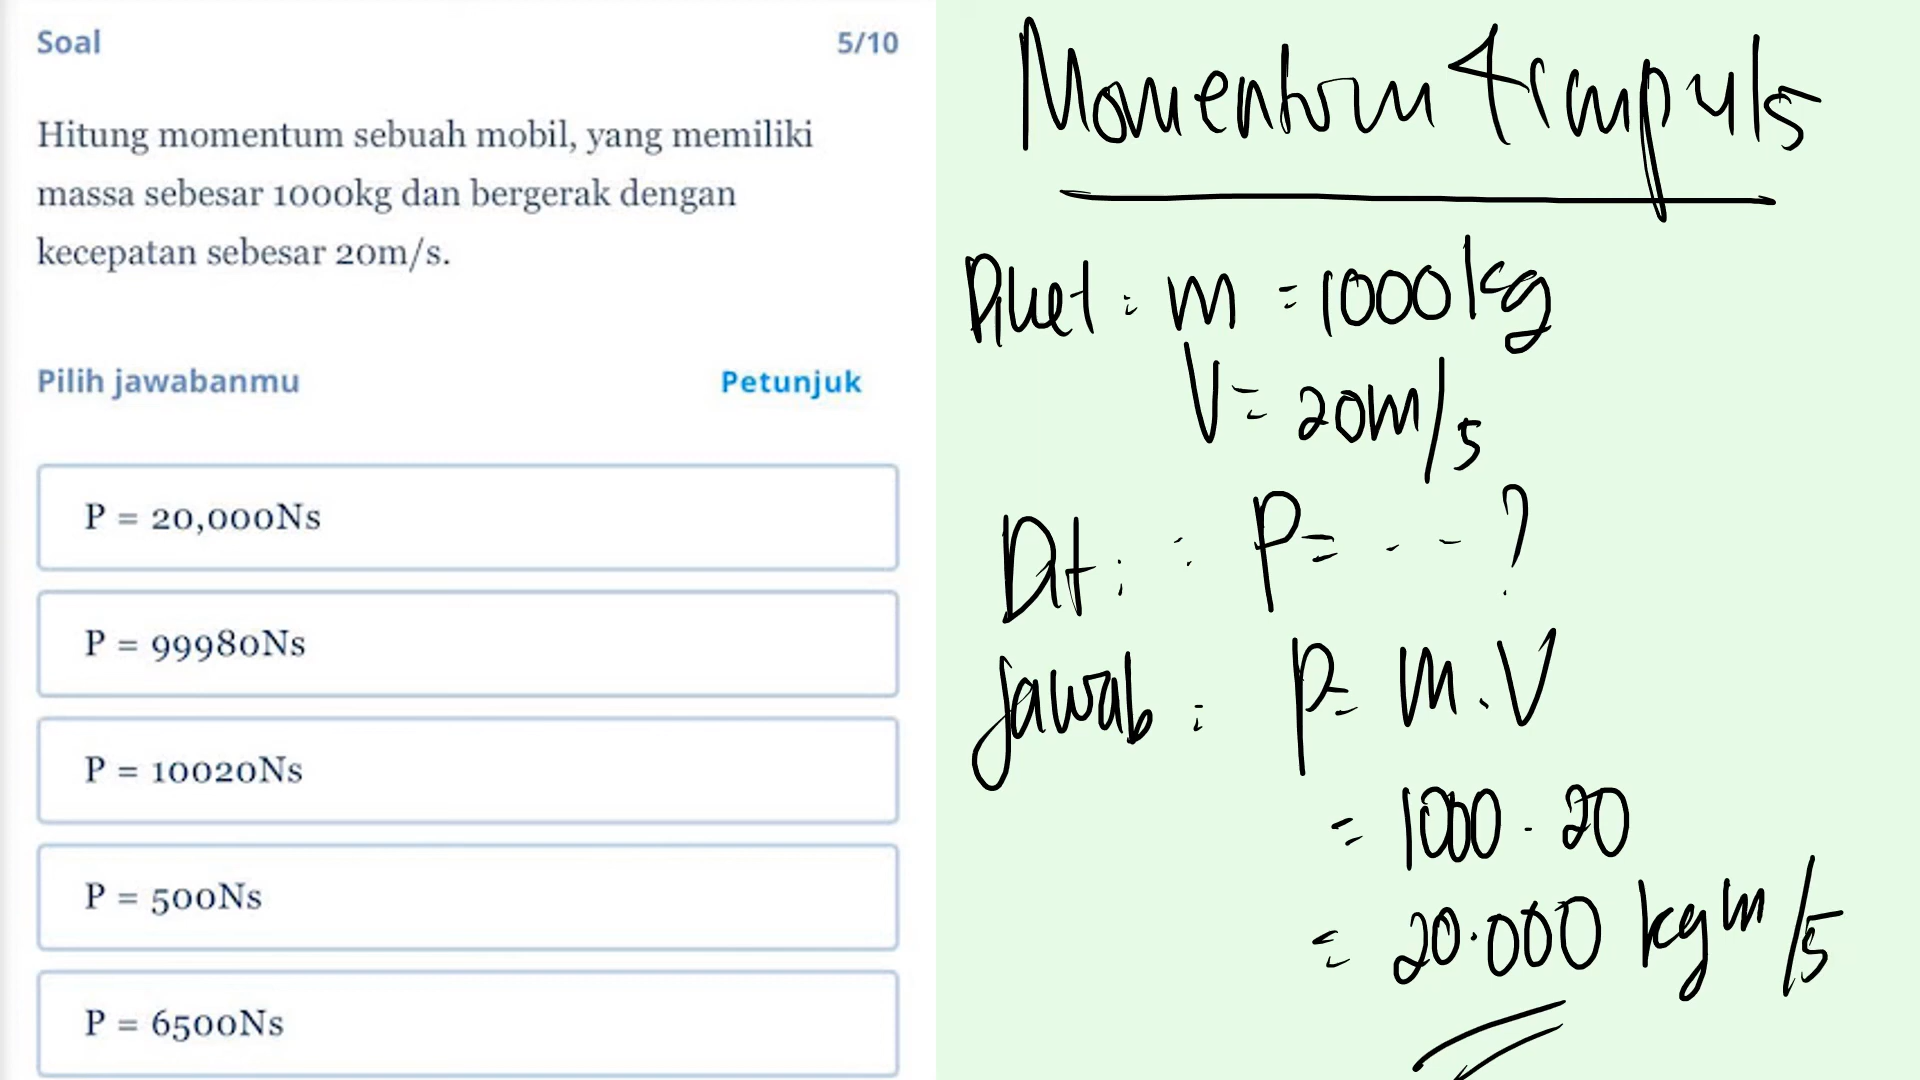 Soal 5/10
Hitung momentum sebuah mobil, yang memiliki
massa sebesar 1000kg dan bergerak dengan
kecepatan sebesar 20m/s.
Pilih jawabanmu Petunjuk
P = 20,000Ns
P = 99980Ns
P = 10020Ns
P = 500Ns
P = 6500Ns
Momentum & impuls
Diket : m = 1000 kg
V = 20m/s
Dit : : P = - - ?
jawab : P = m . V
= 1000 . 20
= 20.000 kg m/s